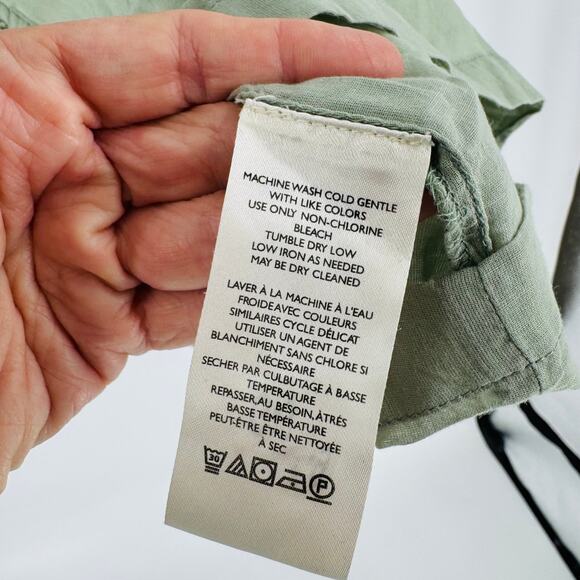 MACHINE WASH COLD GENTLE
WITH LIKE COLORS
USE ONLY NON-CHLORINE
BLEACH
TUMBLE DRY LOW
LOW IRON AS NEEDED
MAY BE DRY CLEANED
LAVER À LA MACHINE À L'EAU
FROIDE AVEC COULEURS
SIMILAIRES CYCLE DÉLICAT
UTILISER UN AGENT DE
BLANCHIMENT SANS CHLORE SI
NÉCESSAIRE
SECHER PAR CULBUTAGE À BASSE
TEMPERATURE
REPASSER, AU BESOIN, À TRÉS
BASSE TEMPÉRATURE
PEUT-ÊTRE ÊTRE NETTOYÉE
À SEC
30 P